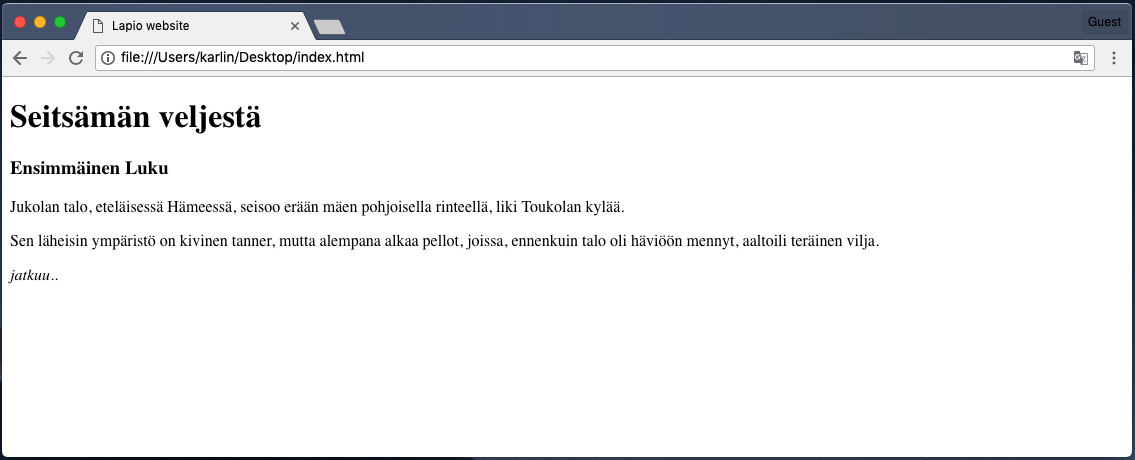 Lapio website
Guest
file:///Users/karlin/Desktop/index.html
Seitsämän veljestä
Ensimmäinen Luku
Jukolan talo, eteläisessä Hämeessä, seisoo erään mäen pohjoisella rinteellä, liki Toukolan kylää.
Sen läheisin ympäristö on kivinen tanner, mutta alempana alkaa pellot, joissa, ennenkuin talo oli häviöön mennyt, aaltoili teräinen vilja.
jatkuu..